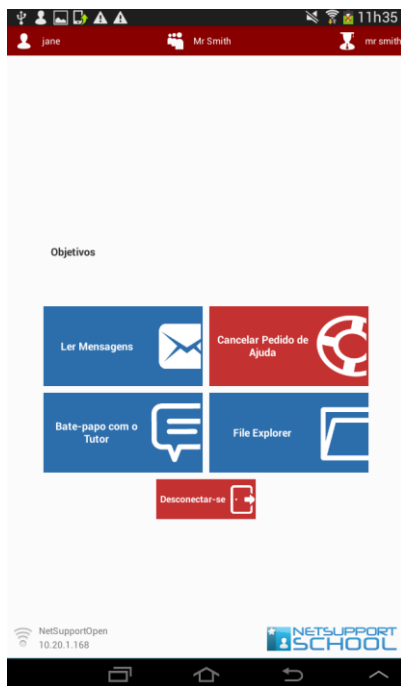 11h35
jane
Mr Smith
mr smith
Objetivos
Ler Mensagens
Cancelar Pedido de
Ajuda
Bate-papo com o
Tutor
File Explorer
Desconectar-se
NetSupportOpen
10.20.1.168
NETSUPPORT
SCHOOL